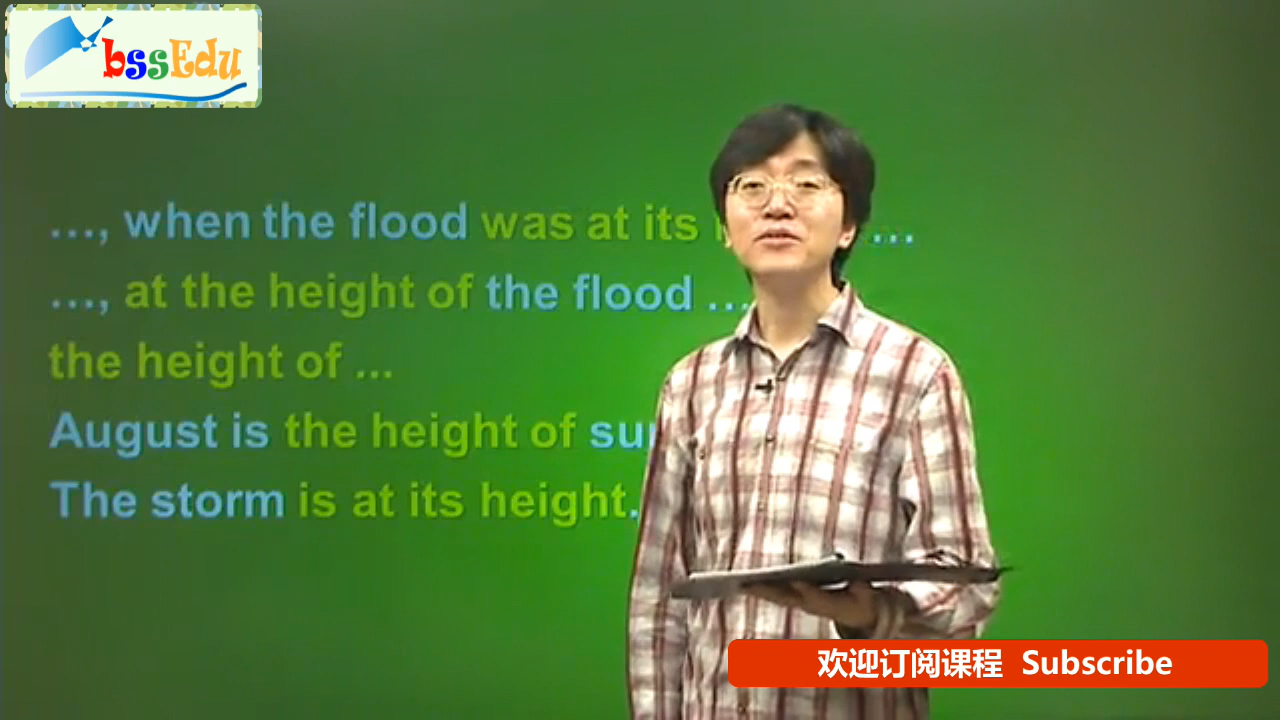 bssEdu
…, when the flood was at its …
…, at the height of the flood …
the height of ...
August is the height of
The storm is at its height.
欢迎订阅课程 Subscribe